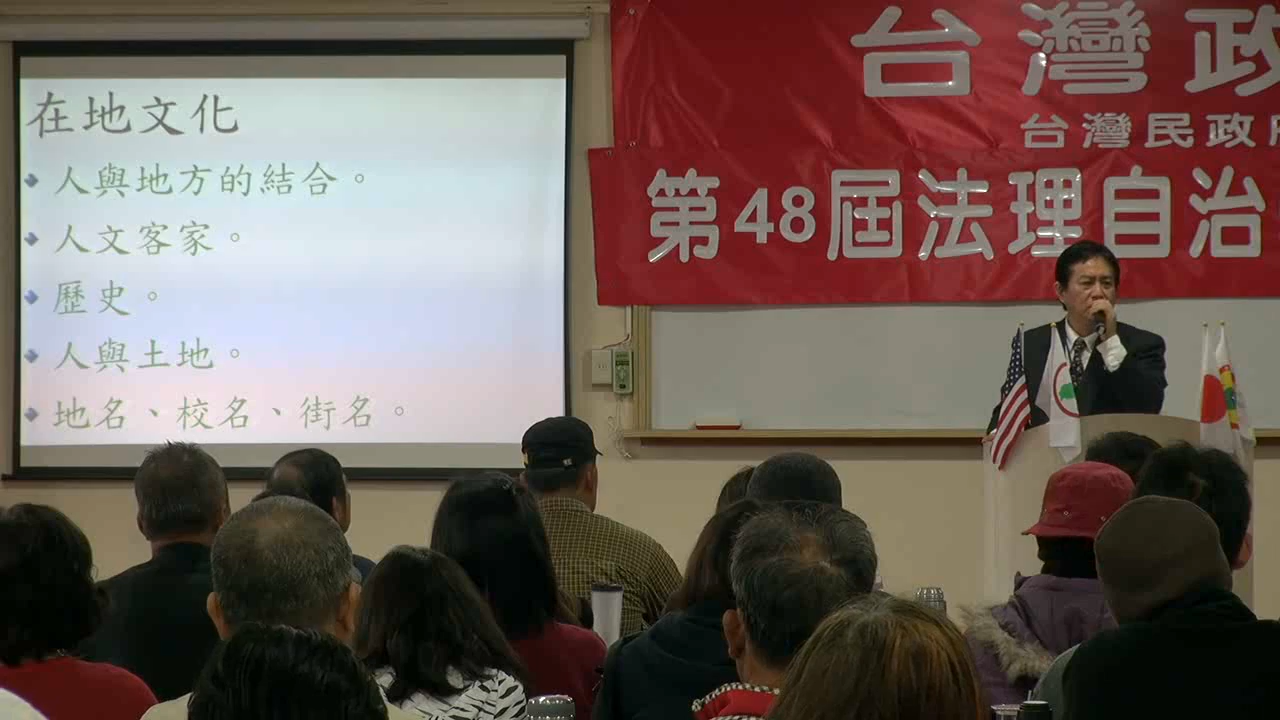 在地文化
人與地方的結合。
人文客家。
歷史。
人與土地。
地名、校名、街名。
台灣政
台灣民政府
第48屆法理自治